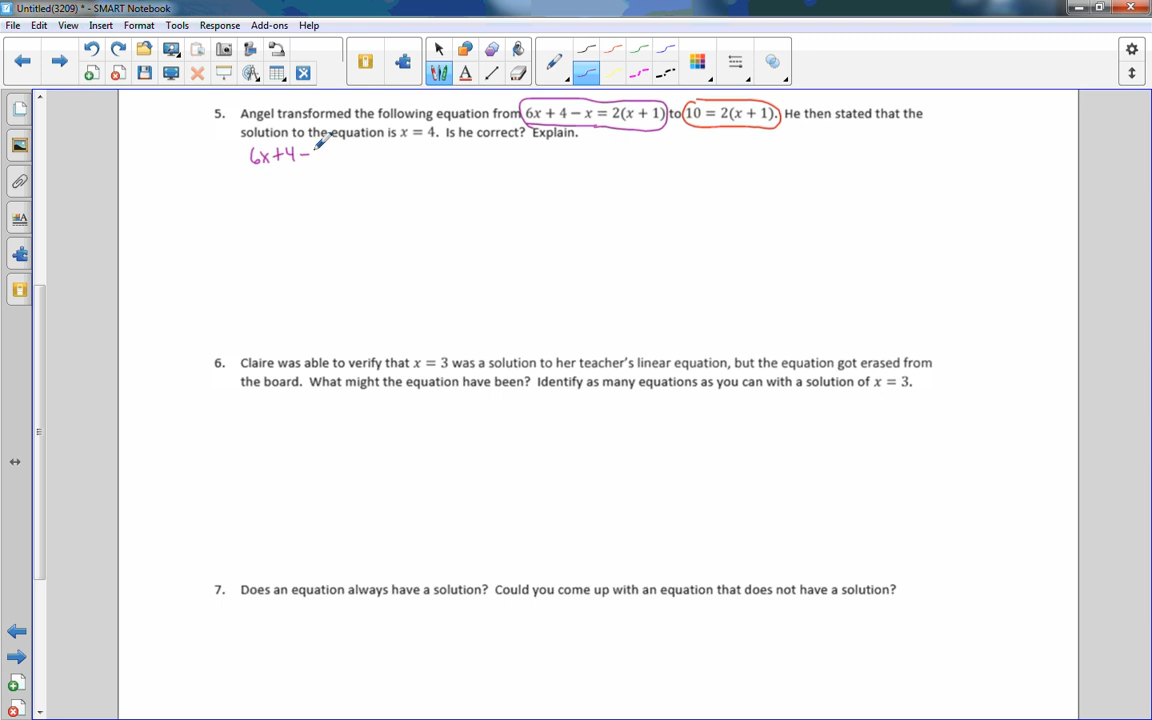 Untitled(3209) * - SMART Notebook
File Edit View Insert Format Tools Response Add-ons Help
5. Angel transformed the following equation from 6x + 4 − x = 2(x + 1) to 10 = 2(x + 1). He then stated that the
solution to the equation is x = 4. Is he correct? Explain.
6x+4−
6. Claire was able to verify that x = 3 was a solution to her teacher's linear equation, but the equation got erased from
the board. What might the equation have been? Identify as many equations as you can with a solution of x = 3.
7. Does an equation always have a solution? Could you come up with an equation that does not have a solution?